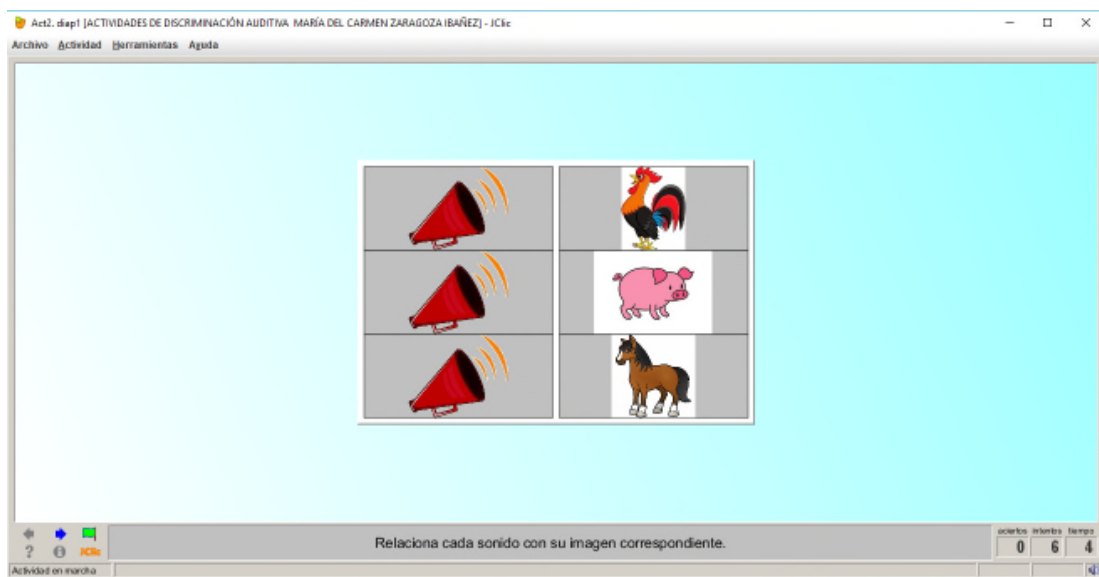 Act2. diap1 [ACTIVIDADES DE DISCRIMINACIÓN AUDITIVA MARÍA DEL CARMEN ZARAGOZA IBAÑEZ] - JClic
Archivo Actividad Herramientas Ayuda
Relaciona cada sonido con su imagen correspondiente.
aciertos intentos tiempo
0 6 4
? JClic
Actividad en marcha